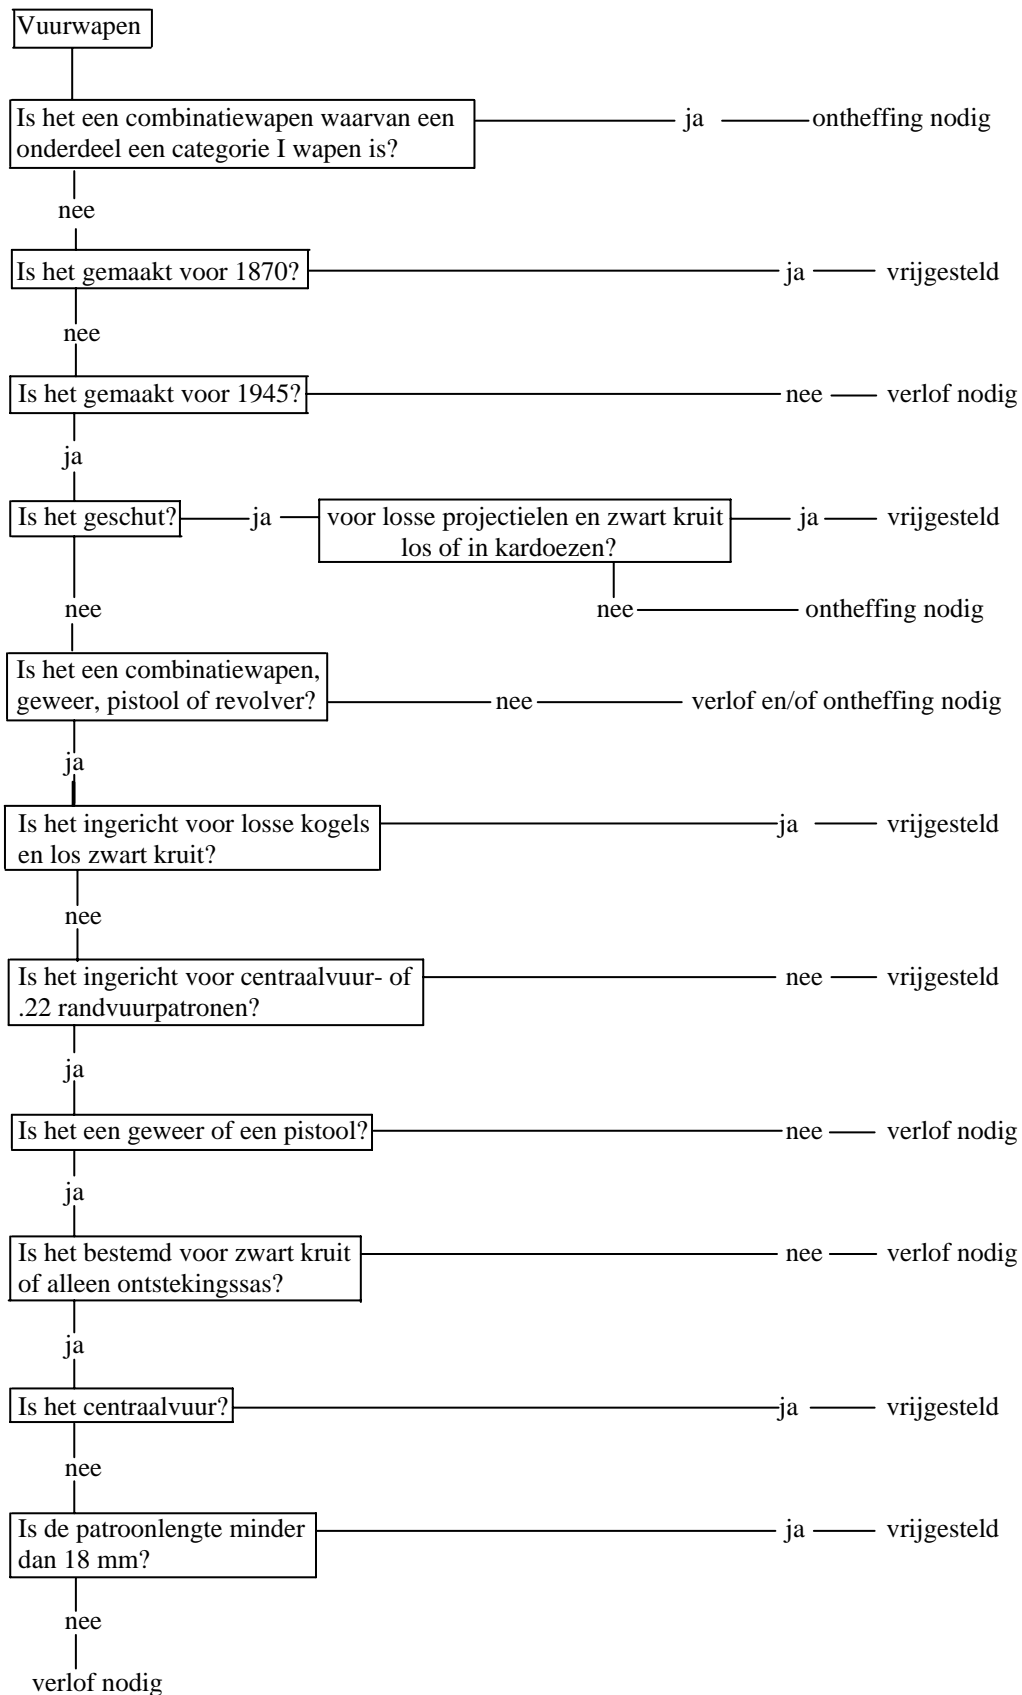 Vuurwapen
Is het een combinatiewapen waarvan een
onderdeel een categorie I wapen is?
ja
ontheffing nodig
nee
Is het gemaakt voor 1870?
ja
vrijgesteld
nee
Is het gemaakt voor 1945?
nee
verlof nodig
ja
Is het geschut?
ja
voor losse projectielen en zwart kruit
los of in kardoezen?
ja
vrijgesteld
nee
nee
ontheffing nodig
Is het een combinatiewapen,
geweer, pistool of revolver?
nee
verlof en/of ontheffing nodig
ja
Is het ingericht voor losse kogels
en los zwart kruit?
ja
vrijgesteld
nee
Is het ingericht voor centraalvuur- of
.22 randvuurpatronen?
nee
vrijgesteld
ja
Is het een geweer of een pistool?
nee
verlof nodig
ja
Is het bestemd voor zwart kruit
of alleen ontstekingssas?
nee
verlof nodig
ja
Is het centraalvuur?
ja
vrijgesteld
nee
Is de patroonlengte minder
dan 18 mm?
ja
vrijgesteld
nee
verlof nodig